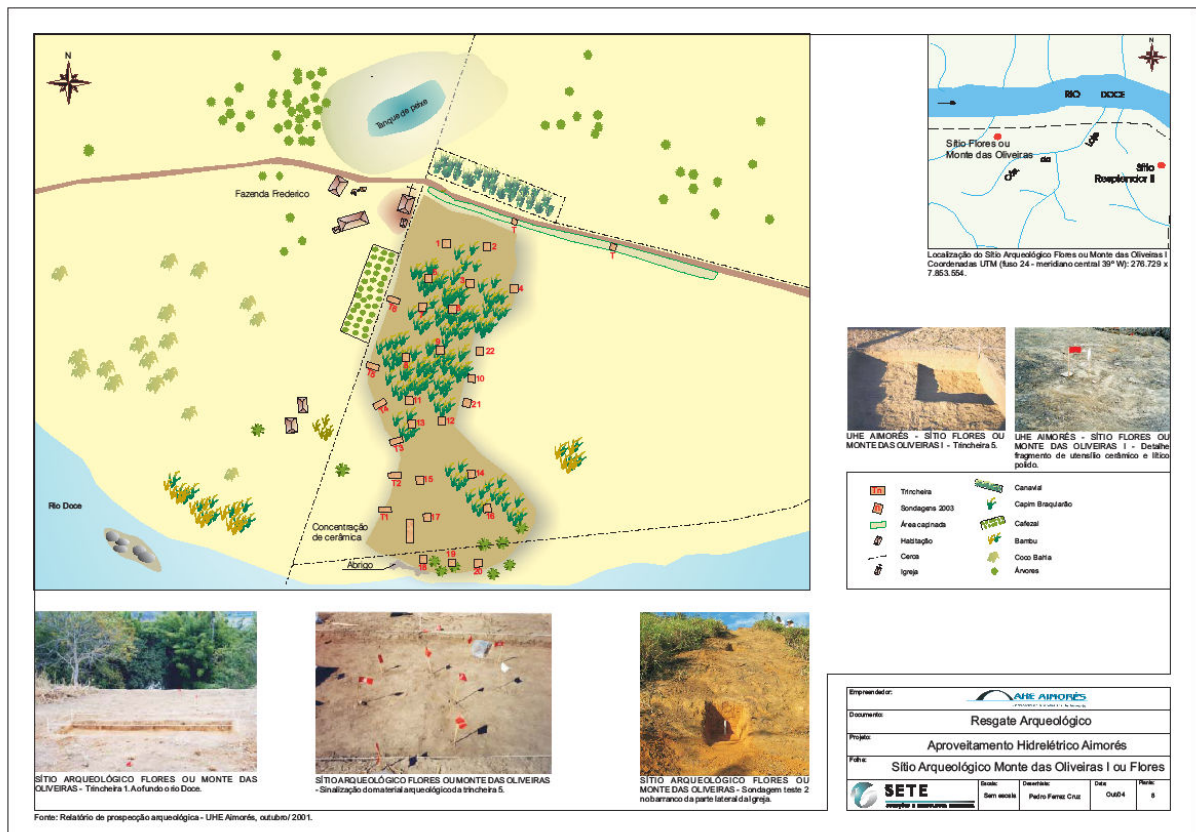 N
Tanque de peixe
Fazenda Frederico
1
2
3
4
T
T
T6
9
22
T5
10
T4
11
21
13
12
T3
T2
15
14
T1
17
16
Concentração
de cerâmica
Rio Doce
Abrigo
18
19
20
N
RIO DOCE
Sítio Flores ou
Monte das Oliveiras
Sítio
Resplendor II
Localização do Sítio Arqueológico Flores ou Monte das Oliveiras I
Coordenadas UTM (fuso 24 - meridiano central 39º W): 276.729 x
7.853.554.
UHE AIMORÉS - SÍTIO FLORES OU
MONTE DAS OLIVEIRAS I - Trincheira 5.
UHE AIMORÉS - SÍTIO FLORES OU
MONTE DAS OLIVEIRAS I - Detalhe
fragmento de utensílio cerâmico e lítico
polido.
Trincheira
Sondagens 2003
Área capinada
Habitação
Cerca
Igreja
Canavial
Capim Braquiarão
Cafezal
Bambu
Coco Bahia
Árvores
SÍTIO ARQUEOLÓGICO FLORES OU MONTE DAS
OLIVEIRAS - Trincheira 1. Ao fundo o rio Doce.
SÍTIO ARQUEOLÓGICO FLORES OU MONTE DAS OLIVEIRAS
- Sinalização do material arqueológico da trincheira 5.
SÍTIO ARQUEOLÓGICO FLORES OU
MONTE DAS OLIVEIRAS - Sondagem teste 2
no barranco da parte lateral da Igreja.
Fonte: Relatório de prospecção arqueológica - UHE Aimorés, outubro/ 2001.
Empreendedor:
AHE AIMORÉS
Documento:
Resgate Arqueológico
Projeto:
Aproveitamento Hidrelétrico Aimorés
Folha:
Sítio Arqueológico Monte das Oliveiras I ou Flores
SETE
Escala:
Sem escala
Desenhista:
Pedro Ferraz Cruz
Data:
Out/04
Planta:
8